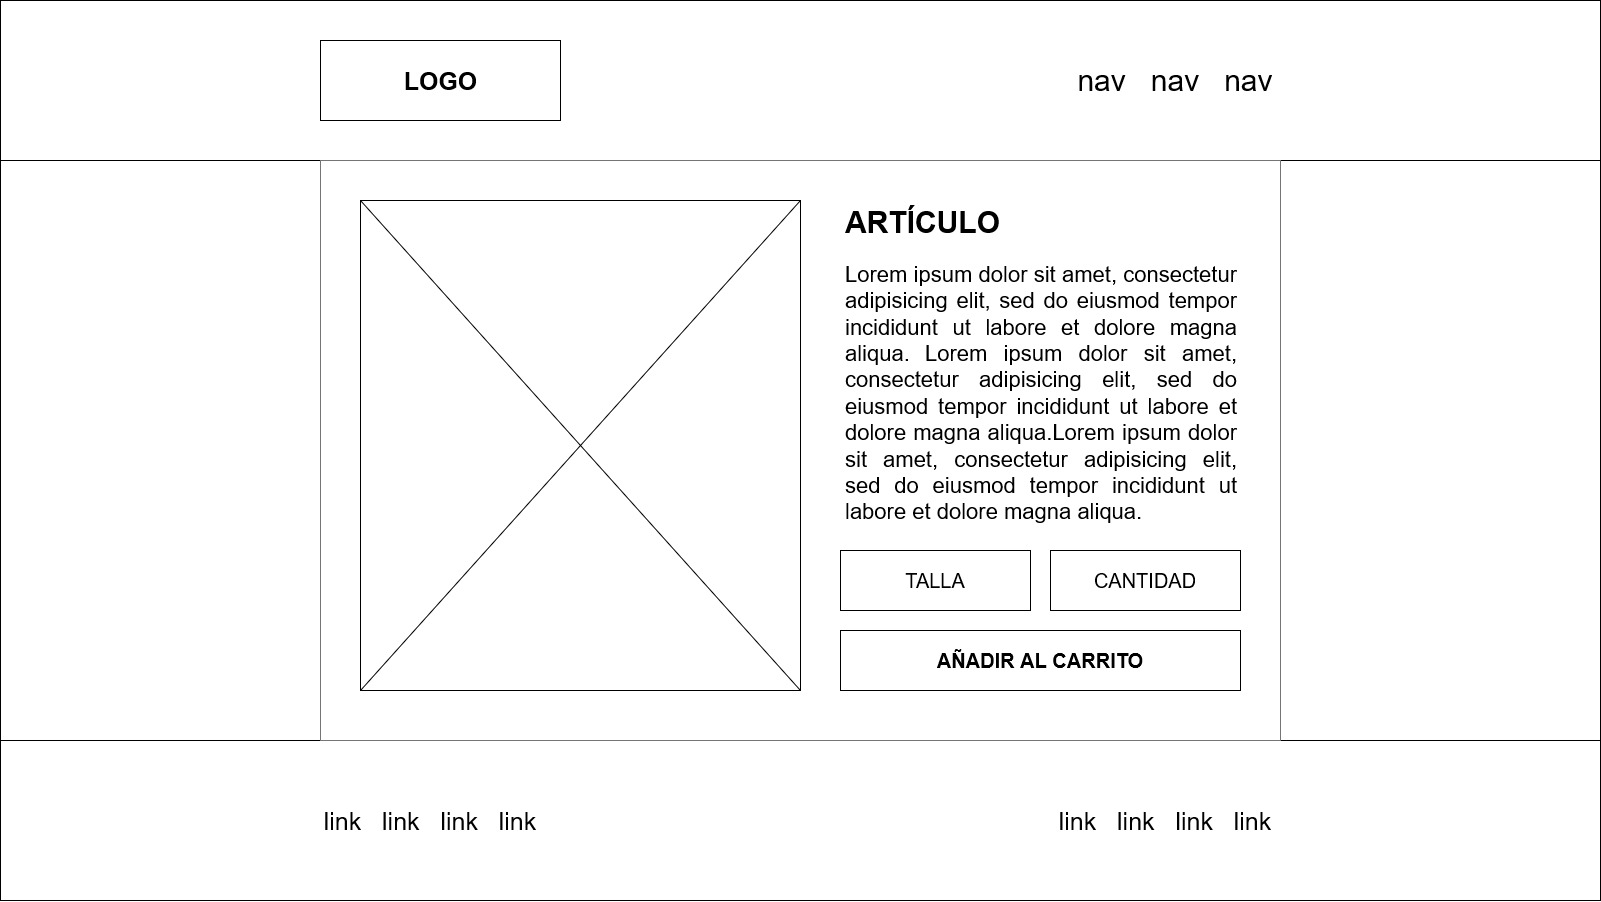 LOGO
nav nav nav
ARTÍCULO
Lorem ipsum dolor sit amet, consectetur
adipisicing elit, sed do eiusmod tempor
incididunt ut labore et dolore magna
aliqua. Lorem ipsum dolor sit amet,
consectetur adipisicing elit, sed do
eiusmod tempor incididunt ut labore et
dolore magna aliqua.Lorem ipsum dolor
sit amet, consectetur adipisicing elit,
sed do eiusmod tempor incididunt ut
labore et dolore magna aliqua.
TALLA
CANTIDAD
AÑADIR AL CARRITO
link link link link
link link link link